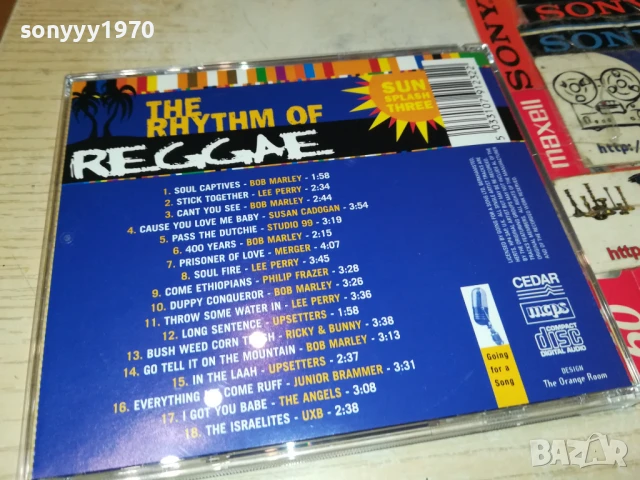 sonyyy1970
THE
RHYTHM OF
REGGAE
SUN
SPLASH
THREE
1. SOUL CAPTIVES - BOB MARLEY - 1:58
2. STICK TOGETHER - LEE PERRY - 2:34
3. CANT YOU SEE - BOB MARLEY - 2:44
4. CAUSE YOU LOVE ME BABY - SUSAN CADOGAN - 3:54
5. PASS THE DUTCHIE - STUDIO 99 - 3:19
6. 400 YEARS - BOB MARLEY - 2:15
7. PRISONER OF LOVE - MERGER - 4:07
8. SOUL FIRE - LEE PERRY - 3:45
9. COME ETHIOPIANS - PHILIP FRAZER - 3:28
10. DUPPY CONQUEROR - BOB MARLEY - 3:26
11. THROW SOME WATER IN - LEE PERRY - 3:36
12. LONG SENTENCE - UPSETTERS - 1:58
13. BUSH WEED CORN - RICKY & BUNNY - 3:38
14. GO TELL IT ON THE MOUNTAIN - BOB MARLEY - 3:13
15. IN THE LAAH - UPSETTERS - 2:37
16. EVERYTHING COME RUFF - JUNIOR BRAMMER - 3:31
17. I GOT YOU BABE - THE ANGELS - 3:08
18. THE ISRAELITES - UXB - 2:38
CEDAR
mcps
COMPACT
disc
DIGITAL AUDIO
Going
for a
Song
DESIGN
The Orange Room
SONY
SONY
SONY
maxell
http:/
BAZAR